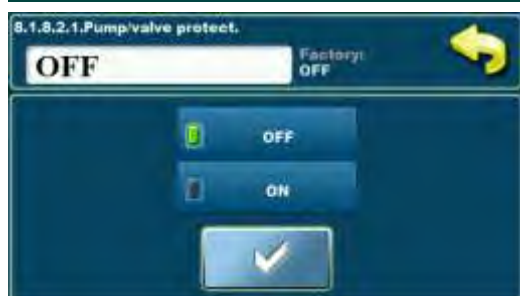 8.1.8.2.1.Pump/valve protect.
OFF
Factory:
OFF
OFF
ON